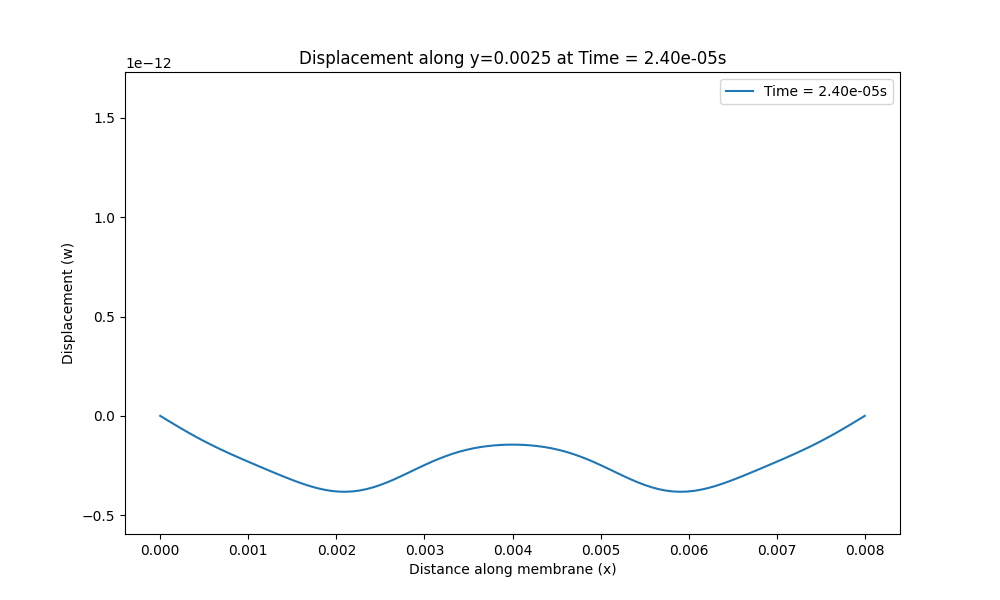 Displacement along y=0.0025 at Time = 2.40e-05s
1e−12
Time = 2.40e-05s
1.5
1.0
0.5
0.0
−0.5
Displacement (w)
0.000 0.001 0.002 0.003 0.004 0.005 0.006 0.007 0.008
Distance along membrane (x)